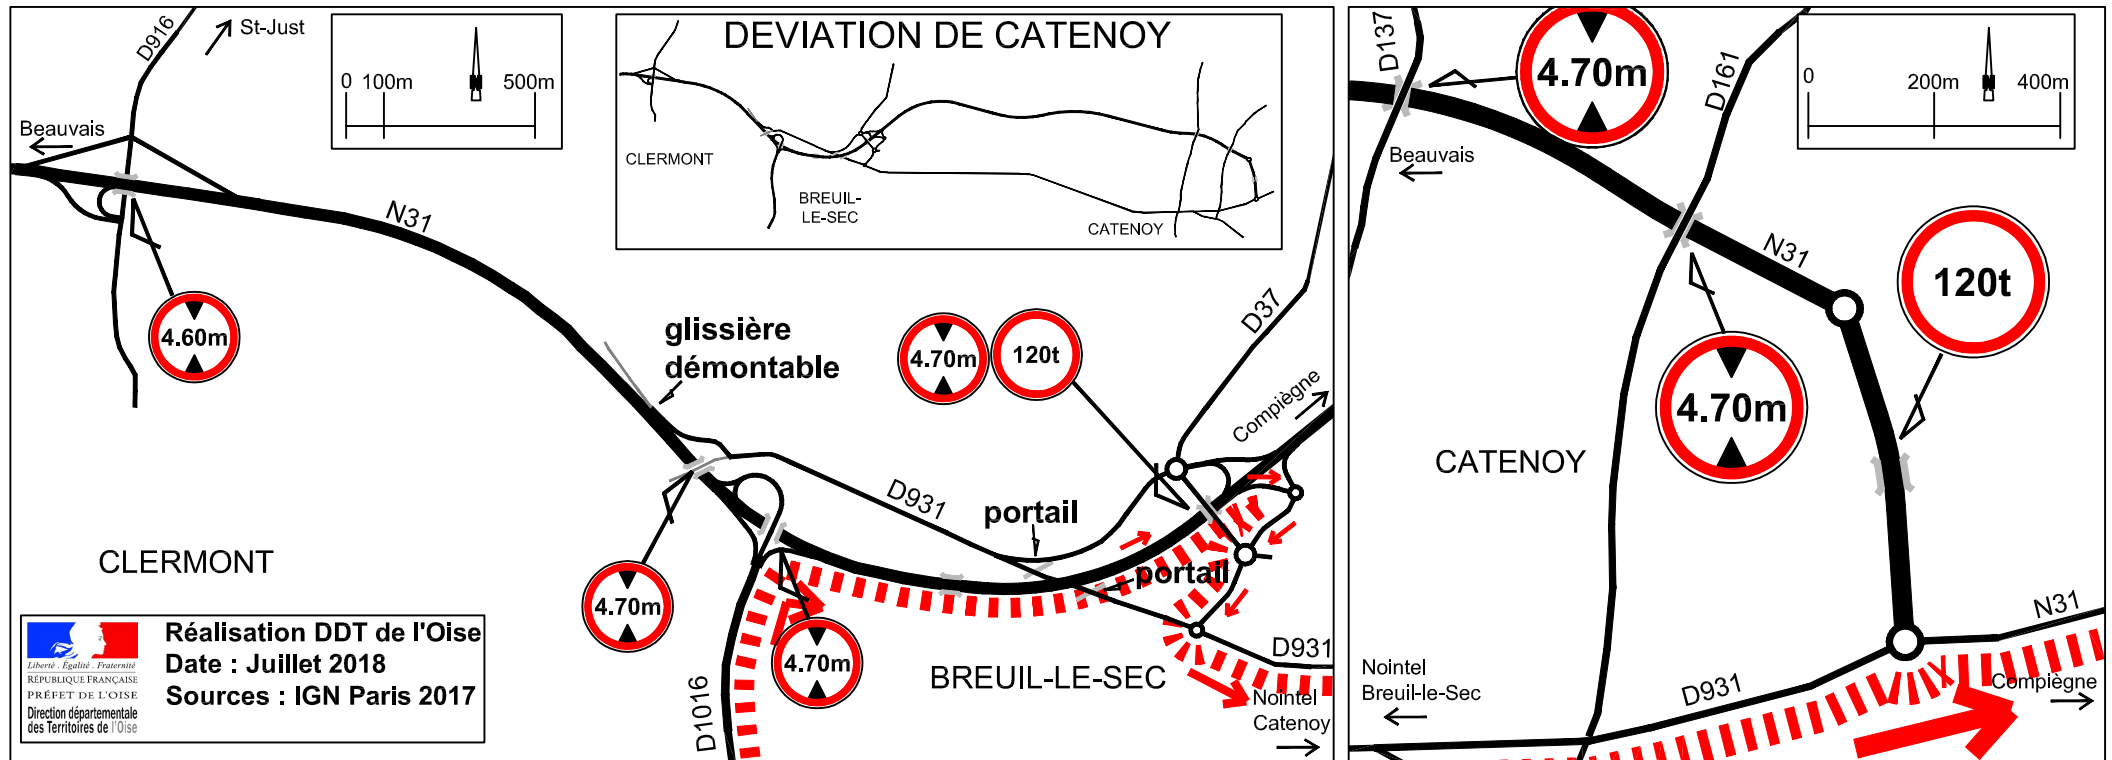 D916
St-Just
0 100m 500m
N
DEVIATION DE CATENOY
CLERMONT
BREUIL-
LE-SEC
CATENOY
Beauvais
N31
4.60m
glissière
démontable
4.70m
120t
D37
Compiègne
D931
portail
portail
CLERMONT
4.70m
4.70m
D1016
BREUIL-LE-SEC
D931
Nointel
Catenoy
Liberté . Égalité . Fraternité
RÉPUBLIQUE FRANÇAISE
PRÉFET DE L'OISE
Direction départementale
des Territoires de l'Oise
Réalisation DDT de l'Oise
Date : Juillet 2018
Sources : IGN Paris 2017
D137
4.70m
D161
0 200m 400m
N
Beauvais
N31
120t
4.70m
CATENOY
N31
Nointel
Breuil-le-Sec
D931
Compiègne